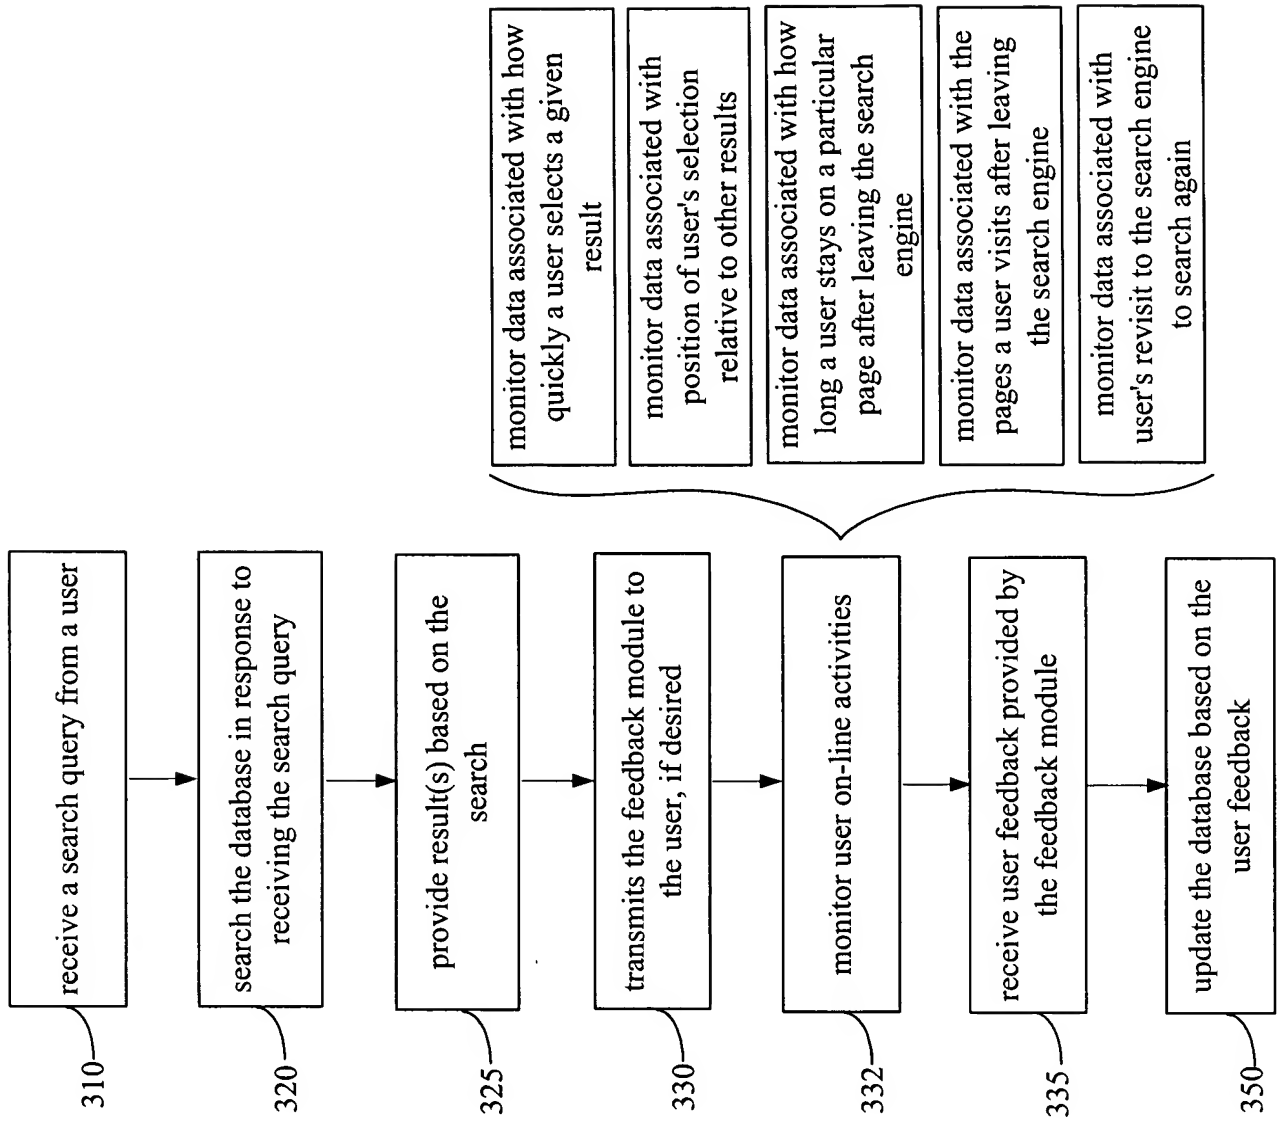 310
receive a search query from a user
320
search the database in response to
receiving the search query
325
provide result(s) based on the
search
330
transmits the feedback module to
the user, if desired
332
monitor user on-line activities
335
receive user feedback provided by
the feedback module
350
update the database based on the
user feedback
monitor data associated with how
quickly a user selects a given
result
monitor data associated with
position of user's selection
relative to other results
monitor data associated with how
long a user stays on a particular
page after leaving the search
engine
monitor data associated with the
pages a user visits after leaving
the search engine
monitor data associated with
user's revisit to the search engine
to search again